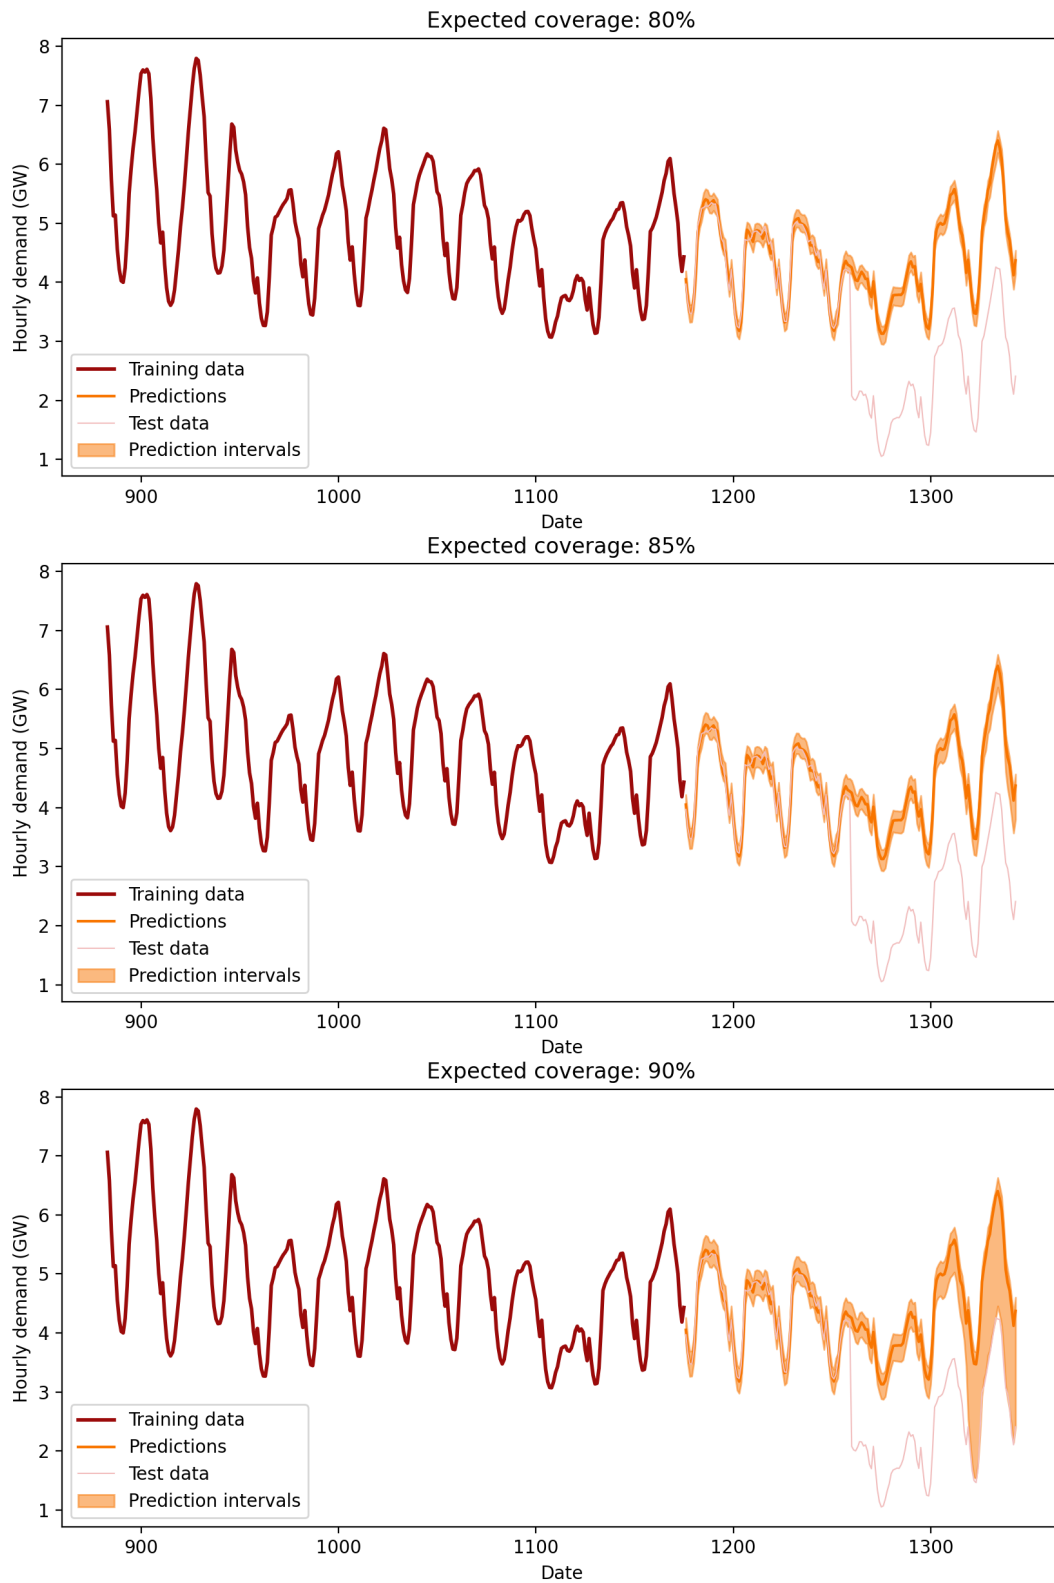 Expected coverage: 80%
8
7
6
5
4
3
2
1
Hourly demand (GW)
Training data
Predictions
Test data
Prediction intervals
900 1000 1100 1200 1300
Date
Expected coverage: 85%
8
7
6
5
4
3
2
1
Hourly demand (GW)
Training data
Predictions
Test data
Prediction intervals
900 1000 1100 1200 1300
Date
Expected coverage: 90%
8
7
6
5
4
3
2
1
Hourly demand (GW)
Training data
Predictions
Test data
Prediction intervals
900 1000 1100 1200 1300
Date